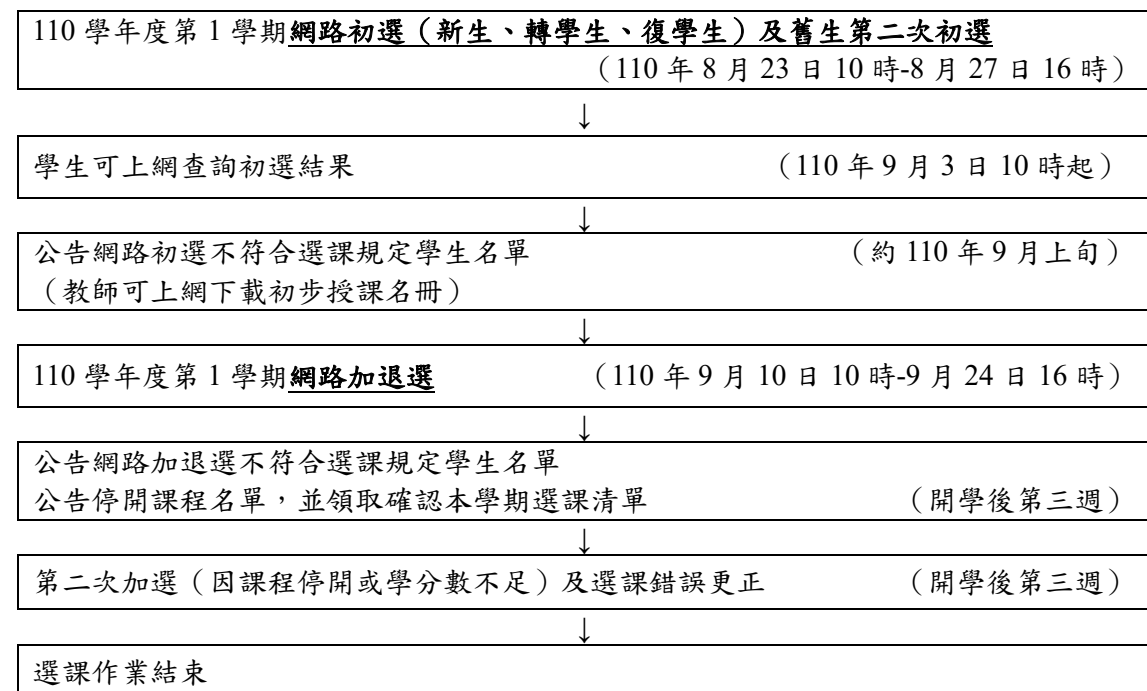 110 學年度第 1 學期網路初選（新生、轉學生、復學生）及舊生第二次初選
（110 年 8 月 23 日 10 時-8 月 27 日 16 時）
↓
學生可上網查詢初選結果 （110 年 9 月 3 日 10 時起）
↓
公告網路初選不符合選課規定學生名單 （約 110 年 9 月上旬）
（教師可上網下載初步授課名冊）
↓
110 學年度第 1 學期網路加退選 （110 年 9 月 10 日 10 時-9 月 24 日 16 時）
↓
公告網路加退選不符合選課規定學生名單
公告停開課程名單，並領取確認本學期選課清單 （開學後第三週）
↓
第二次加選（因課程停開或學分數不足）及選課錯誤更正 （開學後第三週）
↓
選課作業結束